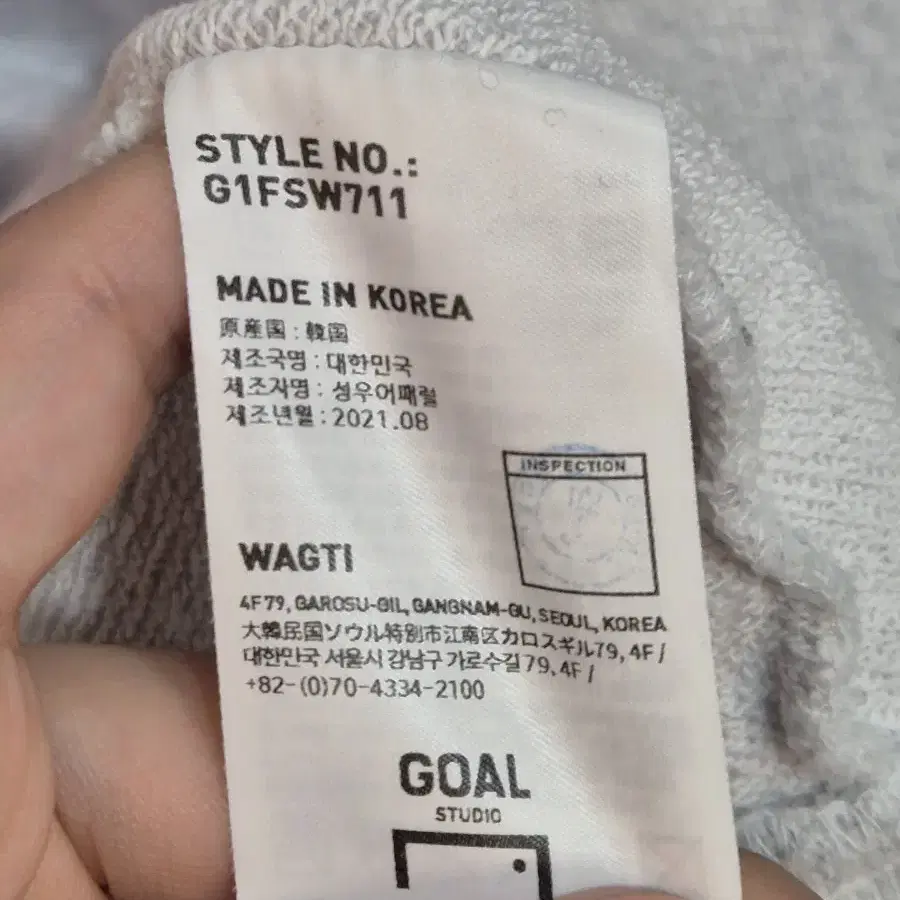 STYLE NO.:
G1FSW711
MADE IN KOREA
原産国 : 韓国
제조국명 : 대한민국
제조자명 : 성우어패럴
제조년월 : 2021.08
INSPECTION
WAGTI
4F 79, GAROSU-GIL, GANGNAM-GU, SEOUL, KOREA
大韓民国ソウル特別市江南区カロスギル79, 4F /
대한민국 서울시 강남구 가로수길 79, 4F /
+82-(0)70-4334-2100
GOAL
STUDIO